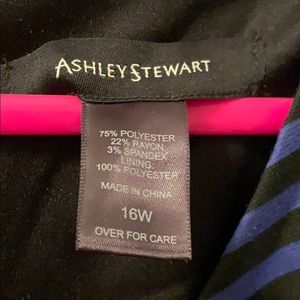 ASHLEY STEWART
75% POLYESTER
22% RAYON
3% SPANDEX
LINING:
100% POLYESTER
MADE IN CHINA
16W
OVER FOR CARE